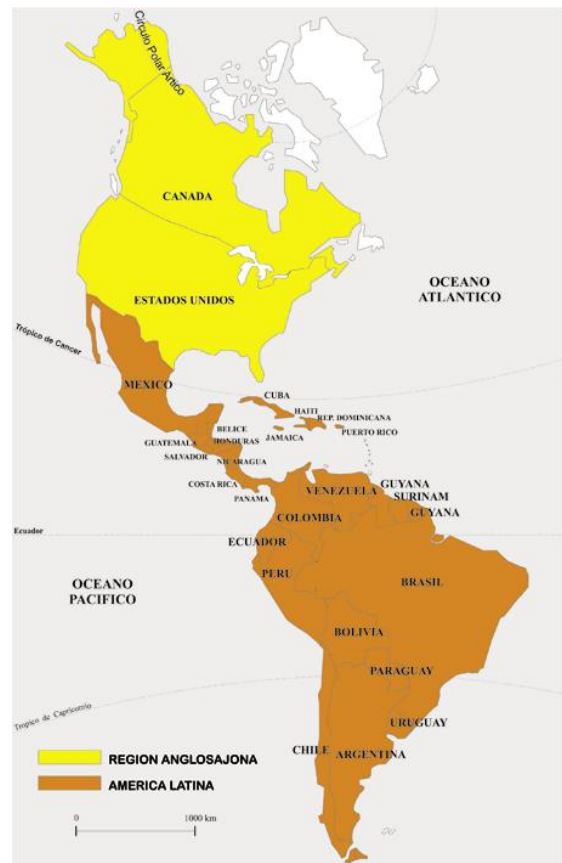 Círculo Polar Artico
CANADA
ESTADOS UNIDOS
OCEANO
ATLANTICO
Trópico de Cancer
MEXICO
CUBA
HAITI
REP. DOMINICANA
JAMAICA
PUERTO RICO
BELICE
GUATEMALA
HONDURAS
SALVADOR
NICARAGUA
COSTA RICA
PANAMA
VENEZUELA
GUYANA
SURINAM
GUYANA
COLOMBIA
Ecuador
ECUADOR
OCEANO
PACIFICO
PERU
BRASIL
BOLIVIA
PARAGUAY
Tropico de Capricornio
URUGUAY
CHILE
ARGENTINA
REGION ANGLOSAJONA
AMERICA LATINA
0 1000 km